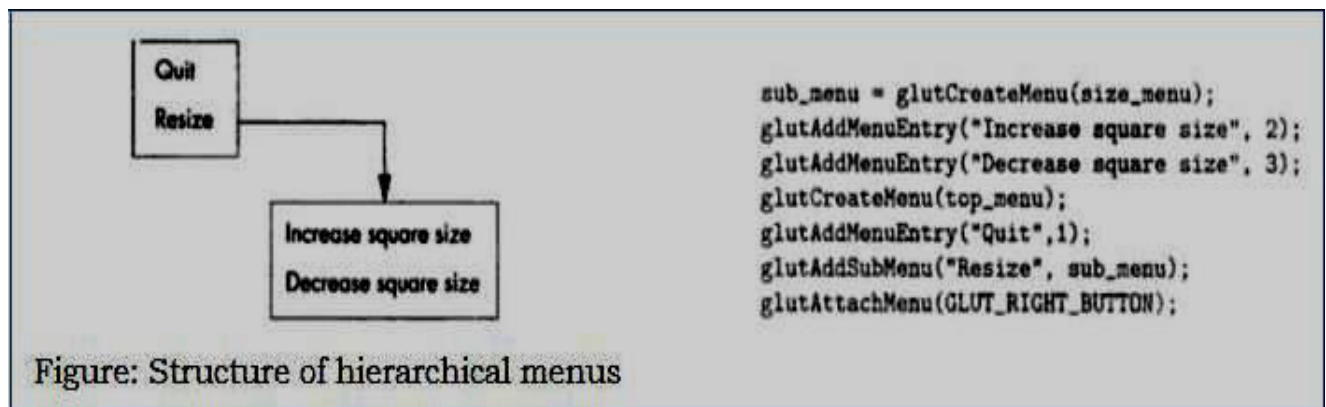 Quit
Resize
Increase square size
Decrease square size
sub_menu = glutCreateMenu(size_menu);
glutAddMenuEntry("Increase square size", 2);
glutAddMenuEntry("Decrease square size", 3);
glutCreateMenu(top_menu);
glutAddMenuEntry("Quit",1);
glutAddSubMenu("Resize", sub_menu);
glutAttachMenu(GLUT_RIGHT_BUTTON);
Figure: Structure of hierarchical menus